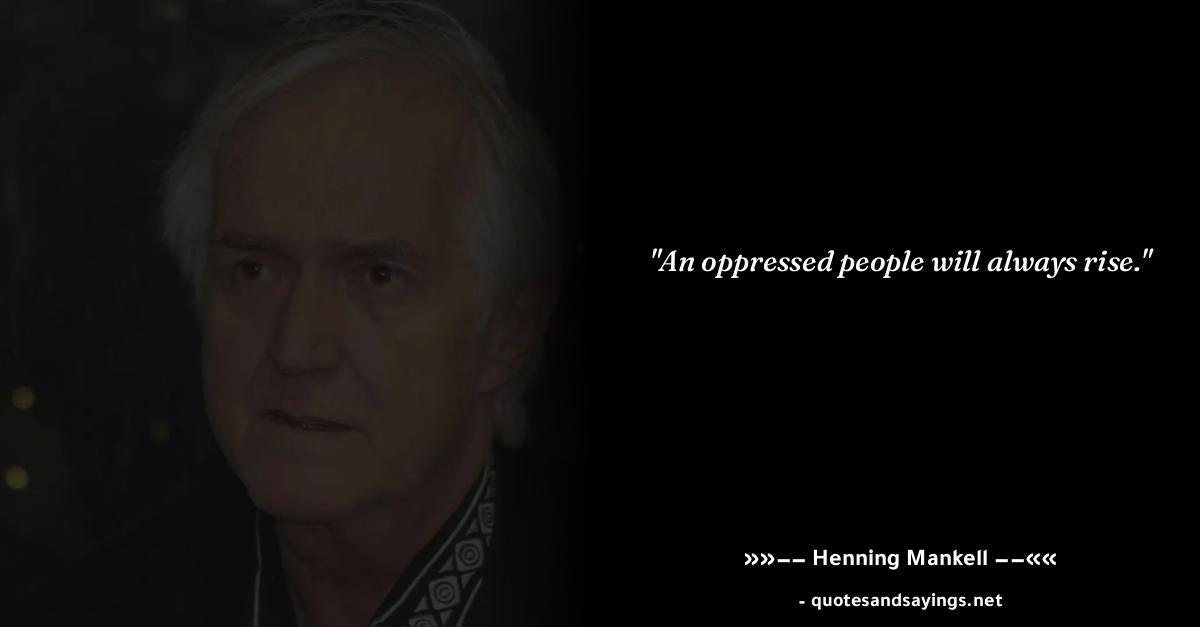 "An oppressed people will always rise."
»»–– Henning Mankell ––««
- quotesandsayings.net